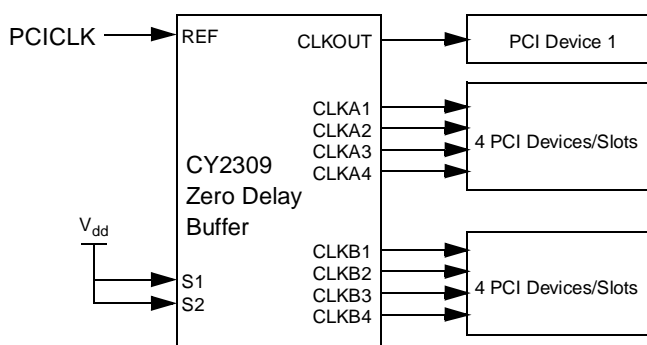 PCICLK
REF
CLKOUT
PCI Device 1
CLKA1
CLKA2
CLKA3
CLKA4
4 PCI Devices/Slots
CY2309
Zero Delay
Buffer
Vdd
S1
S2
CLKB1
CLKB2
CLKB3
CLKB4
4 PCI Devices/Slots